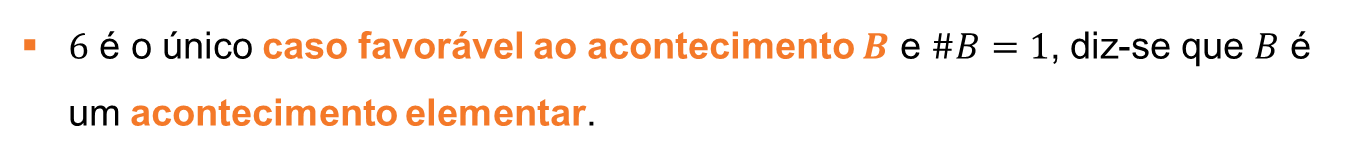 ▪ 6 é o único caso favorável ao acontecimento B e #B = 1, diz-se que B é
um acontecimento elementar.